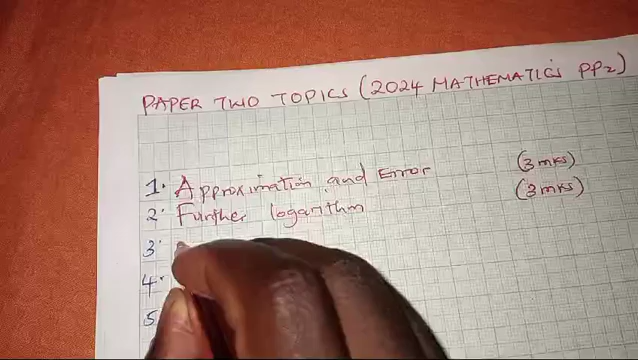 PAPER TWO TOPICS (2024 MATHEMATICS PP2)
1. Approximation and Error (3mks)
2. Further logarithm (3mks)
3.
4.
5